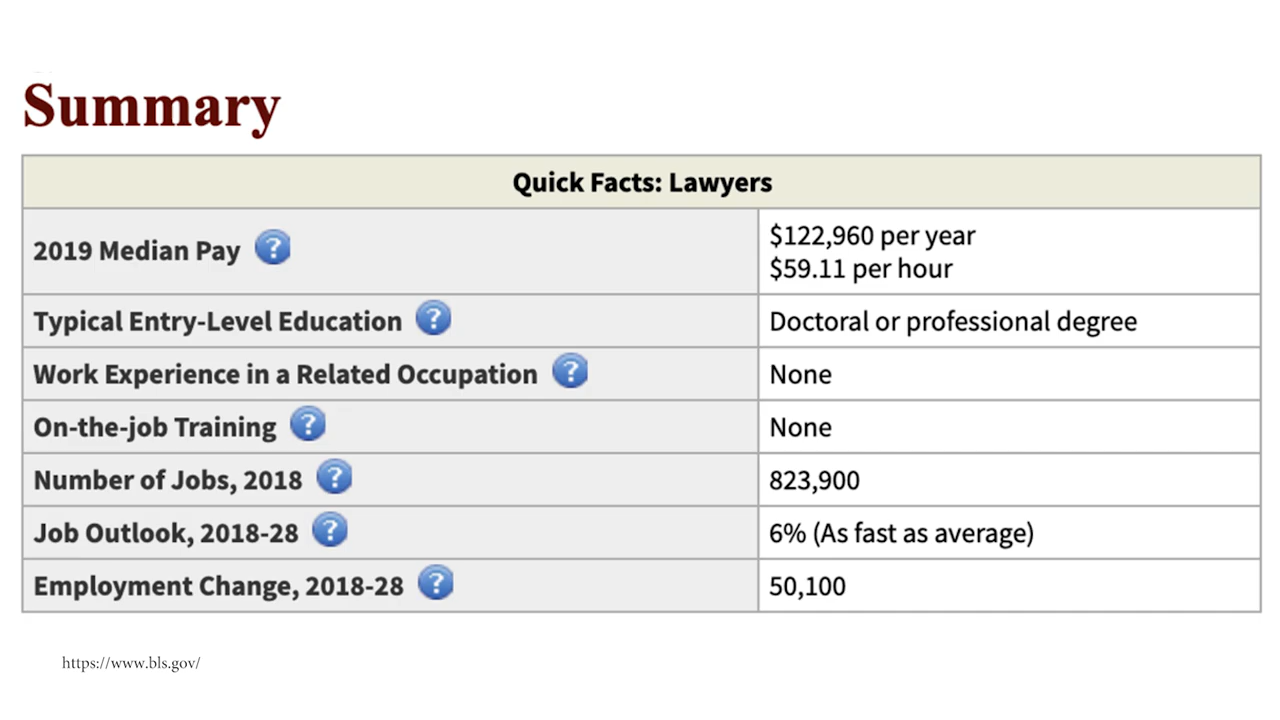 Summary
Quick Facts: Lawyers
2019 Median Pay ?
$122,960 per year
$59.11 per hour
Typical Entry-Level Education ?
Doctoral or professional degree
Work Experience in a Related Occupation ?
None
On-the-job Training ?
None
Number of Jobs, 2018 ?
823,900
Job Outlook, 2018-28 ?
6% (As fast as average)
Employment Change, 2018-28 ?
50,100
https://www.bls.gov/